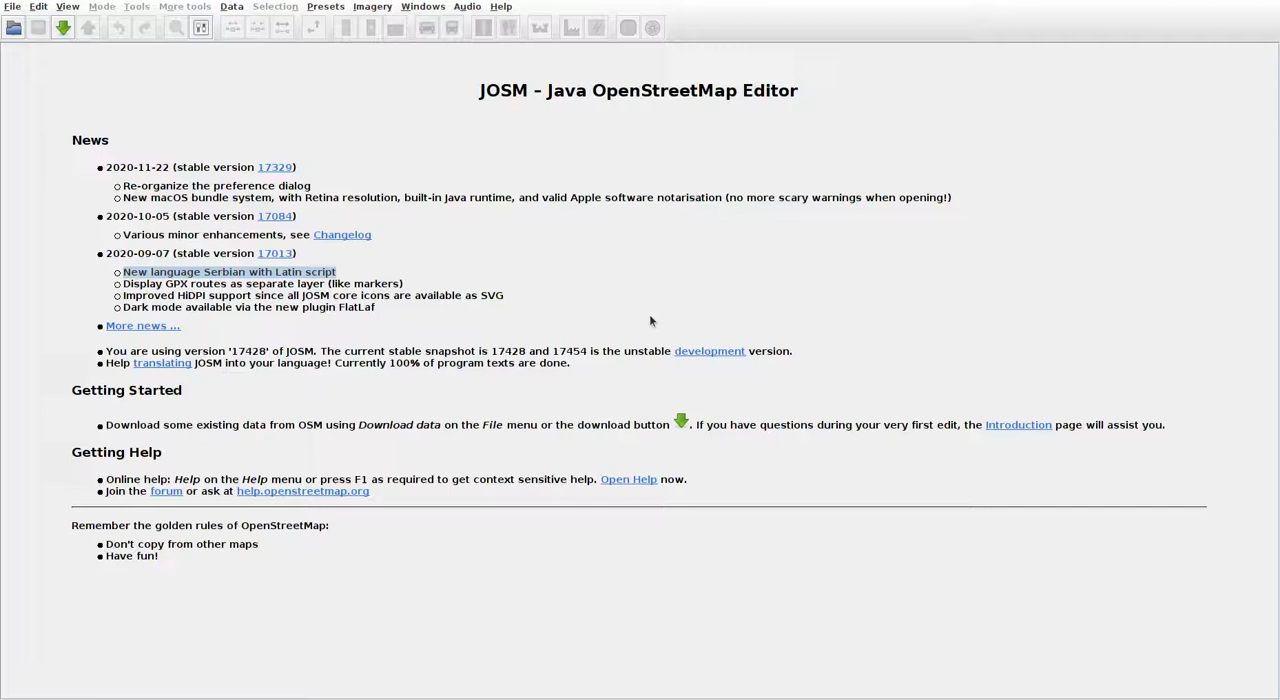 File Edit View Mode Tools More tools Data Selection Presets Imagery Windows Audio Help
JOSM – Java OpenStreetMap Editor
News
2020-11-22 (stable version 17329)
Re-organize the preference dialog
New macOS bundle system, with Retina resolution, built-in Java runtime, and valid Apple software notarisation (no more scary warnings when opening!)
2020-10-05 (stable version 17084)
Various minor enhancements, see Changelog
2020-09-07 (stable version 17013)
New language Serbian with Latin script
Display GPX routes as separate layer (like markers)
Improved HiDPI support since all JOSM core icons are available as SVG
Dark mode available via the new plugin FlatLaf
More news ...
You are using version '17428' of JOSM. The current stable snapshot is 17428 and 17454 is the unstable development version.
Help translating JOSM into your language! Currently 100% of program texts are done.
Getting Started
Download some existing data from OSM using Download data on the File menu or the download button . If you have questions during your very first edit, the Introduction page will assist you.
Getting Help
Online help: Help on the Help menu or press F1 as required to get context sensitive help. Open Help now.
Join the forum or ask at help.openstreetmap.org
Remember the golden rules of OpenStreetMap:
Don't copy from other maps
Have fun!